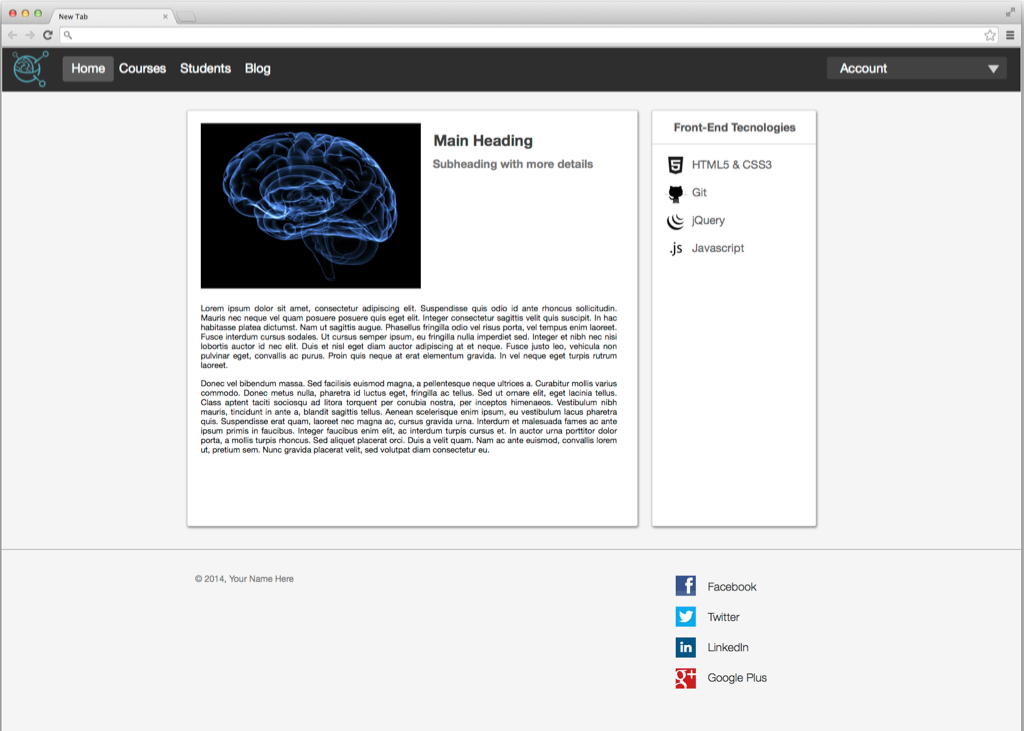 New Tab
Home Courses Students Blog
Account
Main Heading
Subheading with more details
Lorem ipsum dolor sit amet, consectetur adipiscing elit. Suspendisse quis odio id ante rhoncus sollicitudin.
Mauris nec neque vel quam posuere posuere quis eget elit. Integer consectetur sagittis velit quis suscipit. In hac
habitasse platea dictumst. Nam ut sagittis augue. Phasellus fringilla odio vel risus porta, vel tempus enim laoreet.
Fusce interdum cursus sodales. Ut cursus semper ipsum, eu fringilla nulla imperdiet sed. Integer et nibh nec nisi
lobortis auctor id nec elit. Duis et nisl eget diam auctor adipiscing at et neque. Fusce justo leo, vehicula non
pulvinar eget, convallis ac purus. Proin quis neque at erat elementum gravida. In vel neque eget turpis rutrum
laoreet.
Donec vel bibendum massa. Sed facilisis euismod magna, a pellentesque neque ultrices a. Curabitur mollis varius
commodo. Donec metus nulla, pharetra id luctus eget, fringilla ac tellus. Sed ut ornare elit, eget lacinia tellus.
Class aptent taciti sociosqu ad litora torquent per conubia nostra, per inceptos himenaeos. Vestibulum nibh
mauris, tincidunt in ante a, blandit sagittis tellus. Aenean scelerisque enim ipsum, eu vestibulum lacus pharetra
quis. Suspendisse erat quam, laoreet nec magna ac, cursus gravida urna. Interdum et malesuada fames ac ante
ipsum primis in faucibus. Integer faucibus enim elit, ac interdum turpis cursus et. In auctor urna porttitor dolor
porta, a mollis turpis rhoncus. Sed aliquet placerat orci. Duis a velit quam. Nam ac ante euismod, convallis lorem
ut, pretium sem. Nunc gravida placerat velit, sed volutpat diam consectetur eu.
Front-End Tecnologies
5 HTML5 & CSS3
Git
jQuery
.js Javascript
© 2014, Your Name Here
f Facebook
Twitter
in LinkedIn
g+ Google Plus